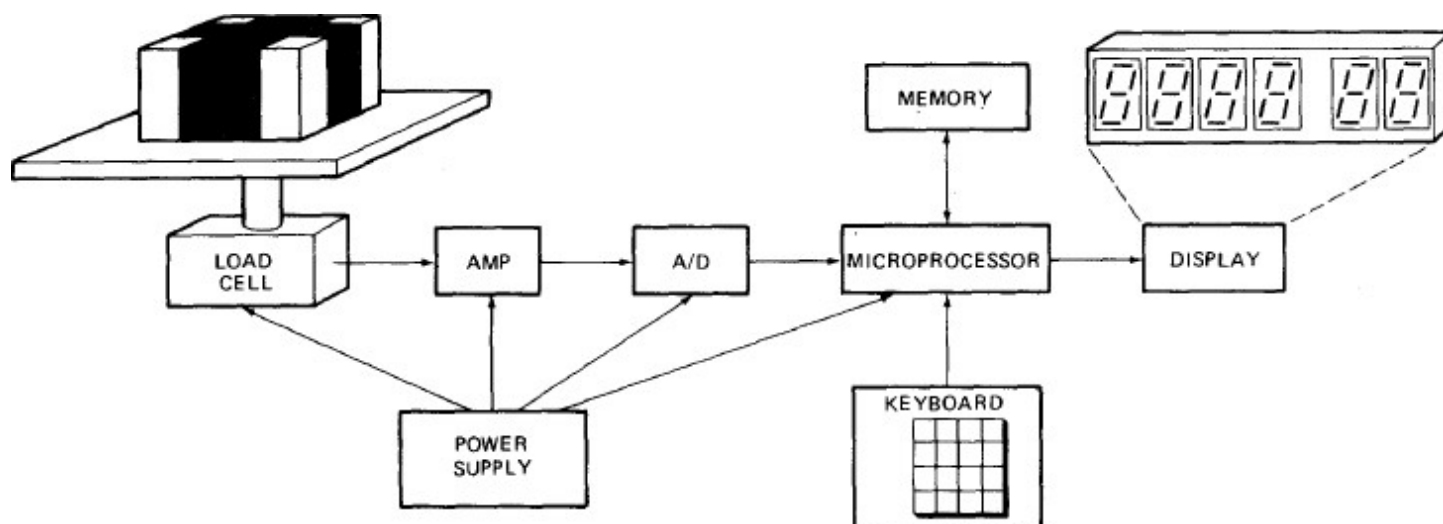 MEMORY
LOAD
CELL
AMP
A/D
MICROPROCESSOR
DISPLAY
POWER
SUPPLY
KEYBOARD